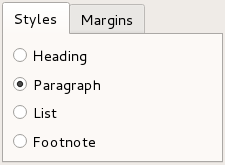 Styles Margins
Heading
Paragraph
List
Footnote